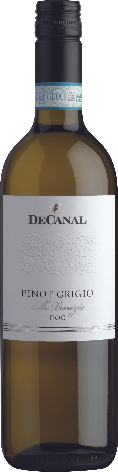 DECANAL
PINOT GRIGIO
delle Venezie
DOC